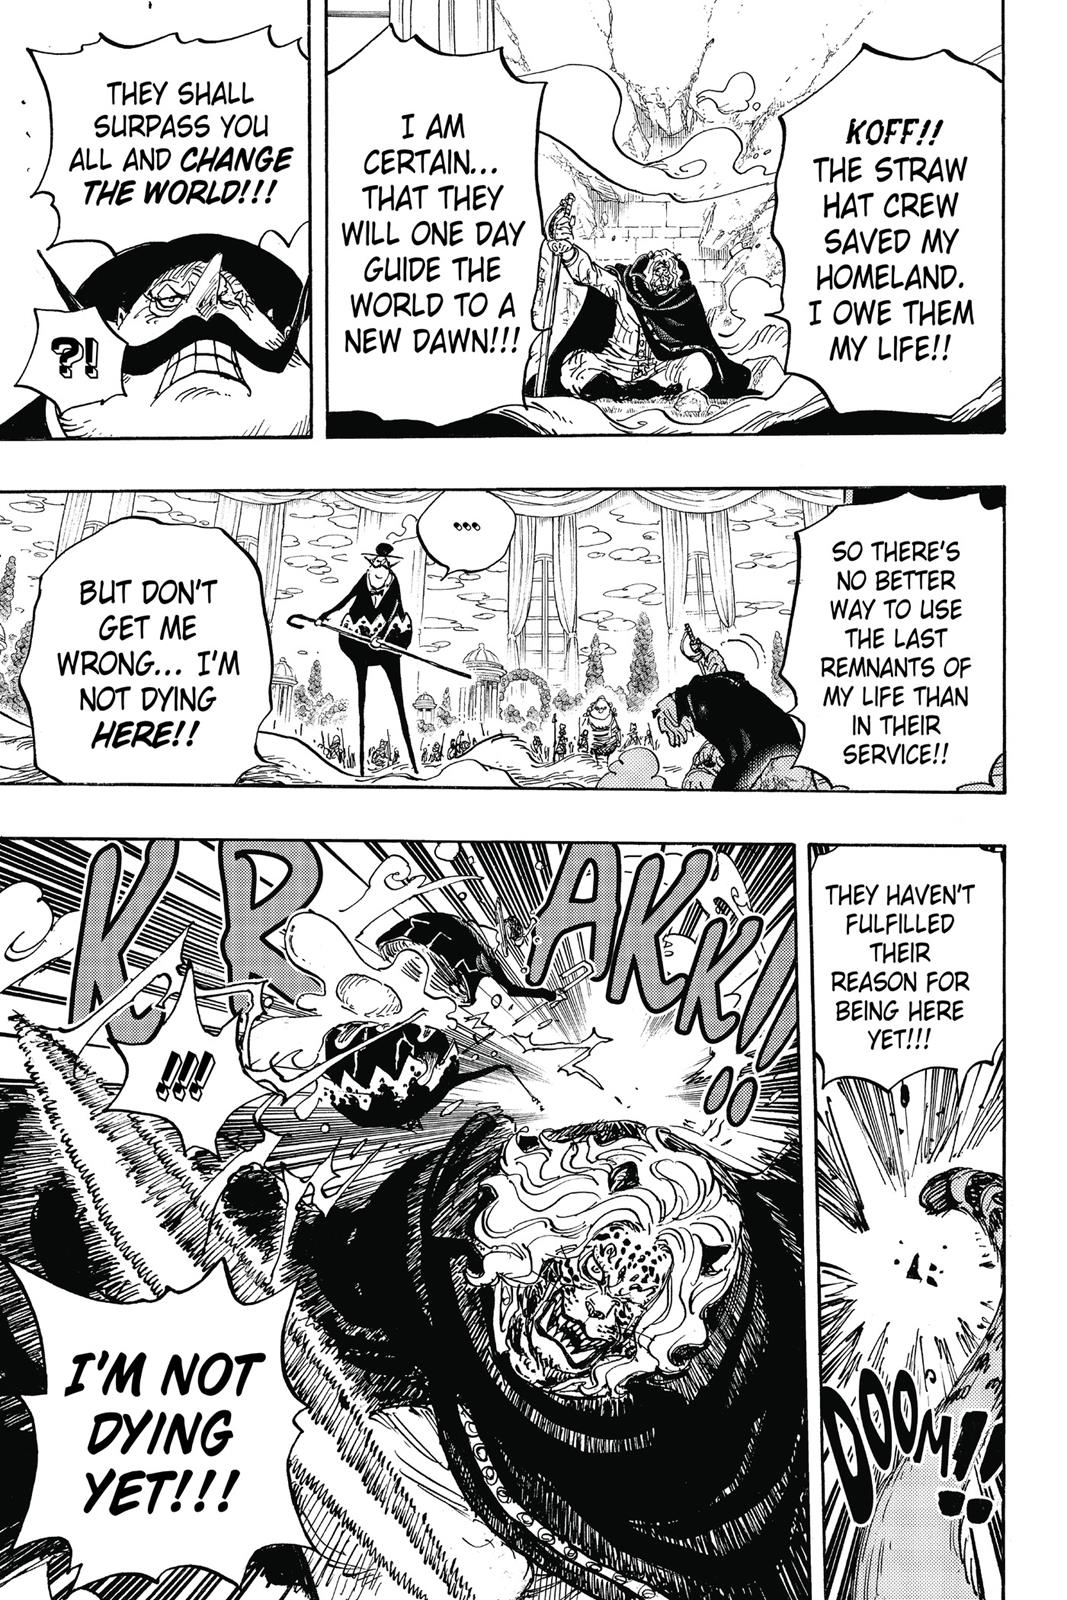 KOFF!!
THE STRAW
HAT CREW
SAVED MY
HOMELAND.
I OWE THEM
MY LIFE!!
I AM
CERTAIN...
THAT THEY
WILL ONE DAY
GUIDE THE
WORLD TO A
NEW DAWN!!!
THEY SHALL
SURPASS YOU
ALL AND CHANGE
THE WORLD!!!
?!
SO THERE'S
NO BETTER
WAY TO USE
THE LAST
REMNANTS OF
MY LIFE THAN
IN THEIR
SERVICE!!
...
BUT DON'T
GET ME
WRONG... I'M
NOT DYING
HERE!!
THEY HAVEN'T
FULFILLED
THEIR
REASON FOR
BEING HERE
YET!!!
DOOM!!
KRAKK!!
!!!!
I'M NOT
DYING
YET!!!